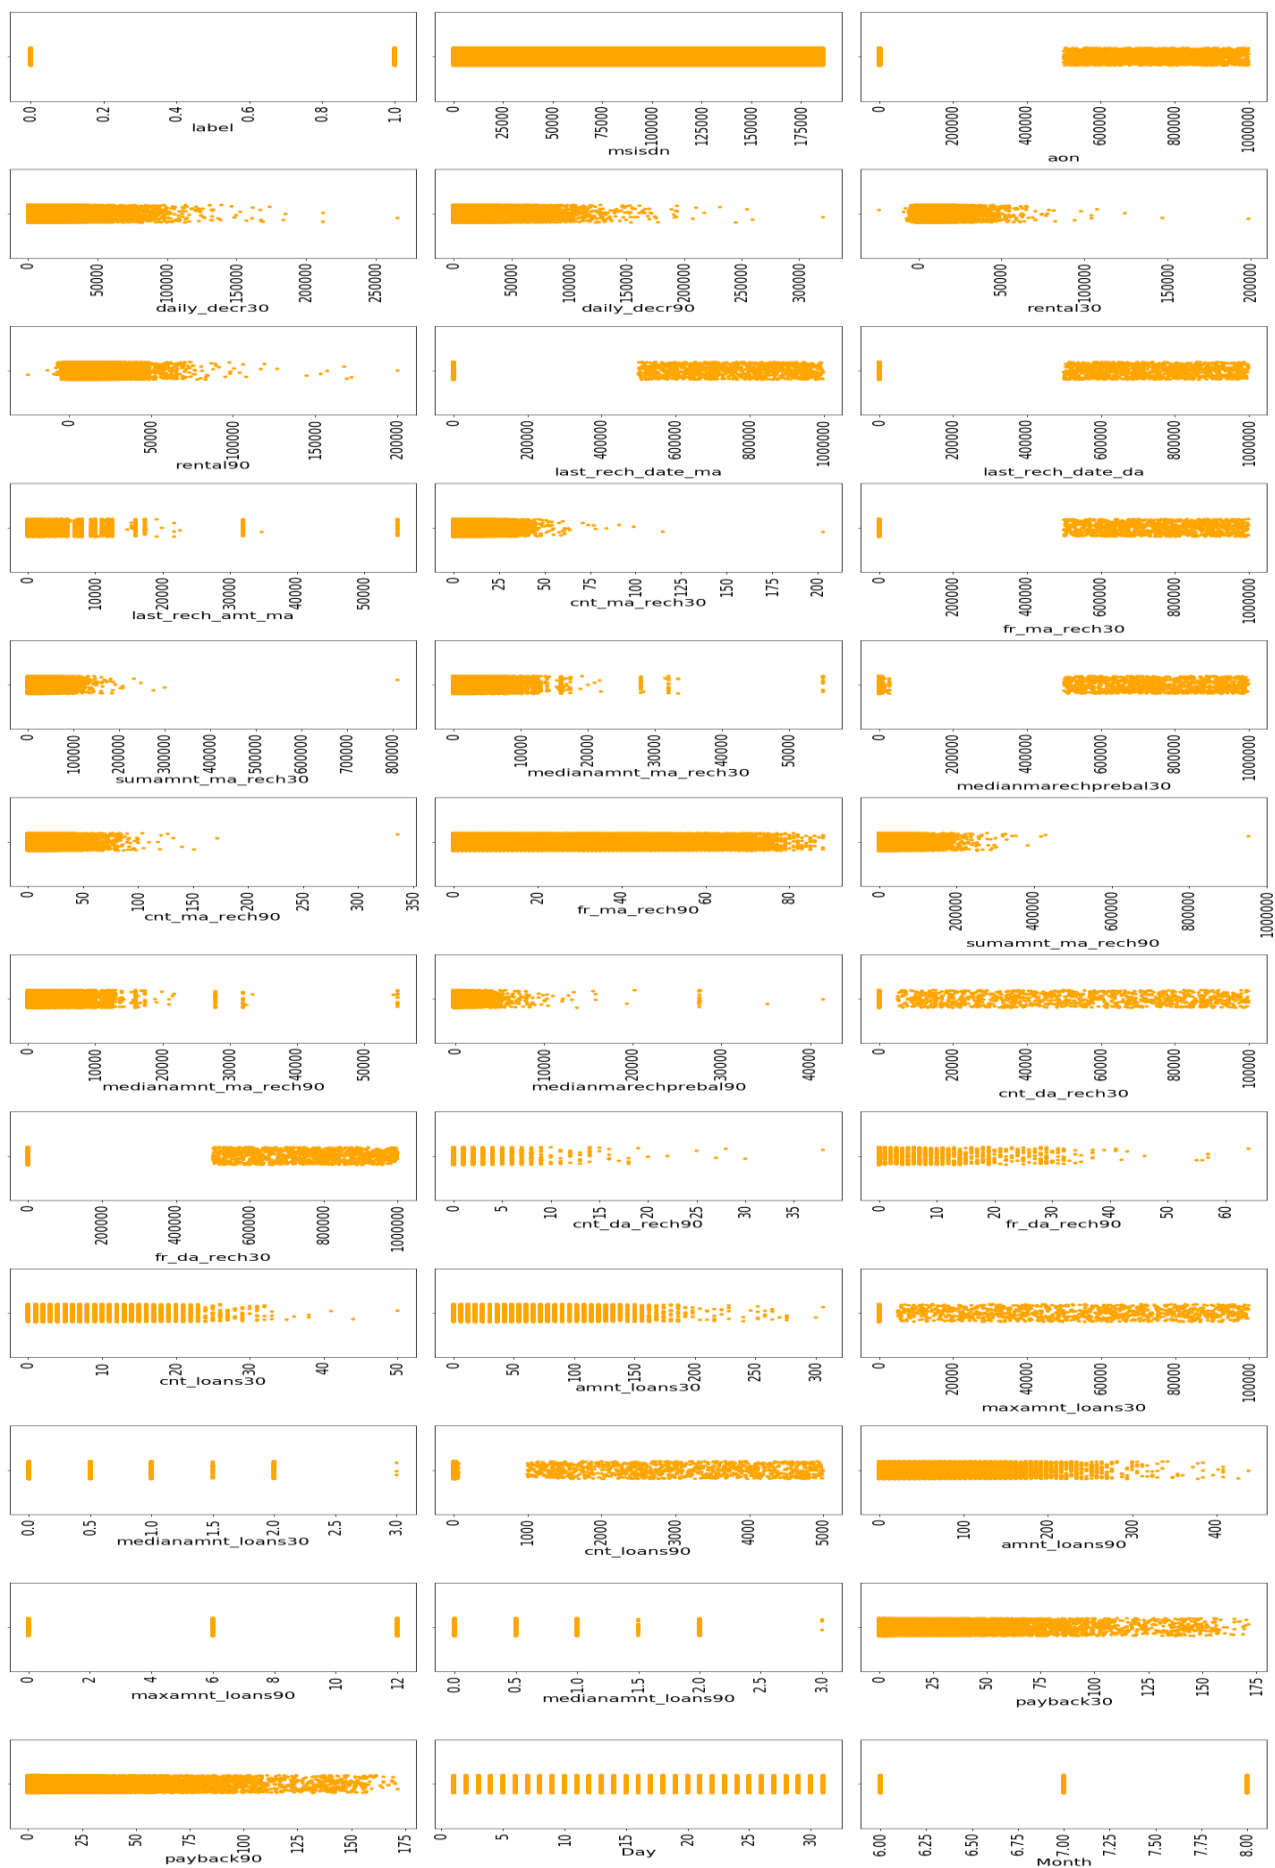 0.0 0.2 0.4 0.6 0.8 1.0
label
0 25000 50000 75000 100000 125000 150000 175000
msisdn
0 200000 400000 600000 800000 1000000
aon
0 50000 100000 150000 200000 250000
daily_decr30
0 50000 100000 150000 200000 250000 300000
daily_decr90
0 50000 100000 150000 200000
rental30
0 50000 100000 150000 200000
rental90
0 200000 400000 600000 800000 1000000
last_rech_date_ma
0 200000 400000 600000 800000 1000000
last_rech_date_da
0 10000 20000 30000 40000 50000
last_rech_amt_ma
0 25 50 75 100 125 150 175 200
cnt_ma_rech30
0 200000 400000 600000 800000 1000000
fr_ma_rech30
0 100000 200000 300000 400000 500000 600000 700000 800000
sumamnt_ma_rech30
0 10000 20000 30000 40000 50000
medianamnt_ma_rech30
0 200000 400000 600000 800000 1000000
medianmarechprebal30
0 50 100 150 200 250 300 350
cnt_ma_rech90
0 20 40 60 80
fr_ma_rech90
0 200000 400000 600000 800000 1000000
sumamnt_ma_rech90
0 10000 20000 30000 40000 50000
medianamnt_ma_rech90
0 10000 20000 30000 40000
medianmarechprebal90
0 20000 40000 60000 80000 100000
cnt_da_rech30
0 200000 400000 600000 800000 1000000
fr_da_rech30
0 5 10 15 20 25 30 35
cnt_da_rech90
0 10 20 30 40 50 60
fr_da_rech90
0 10 20 30 40 50
cnt_loans30
0 50 100 150 200 250 300
amnt_loans30
0 20000 40000 60000 80000 100000
maxamnt_loans30
0.0 0.5 1.0 1.5 2.0 2.5 3.0
medianamnt_loans30
0 1000 2000 3000 4000 5000
cnt_loans90
0 100 200 300 400
amnt_loans90
0 2 4 6 8 10 12
maxamnt_loans90
0.0 0.5 1.0 1.5 2.0 2.5 3.0
medianamnt_loans90
0 25 50 75 100 125 150 175
payback30
0 25 50 75 100 125 150 175
payback90
0 5 10 15 20 25 30
Day
6.00 6.25 6.50 6.75 7.00 7.25 7.50 7.75 8.00
Month